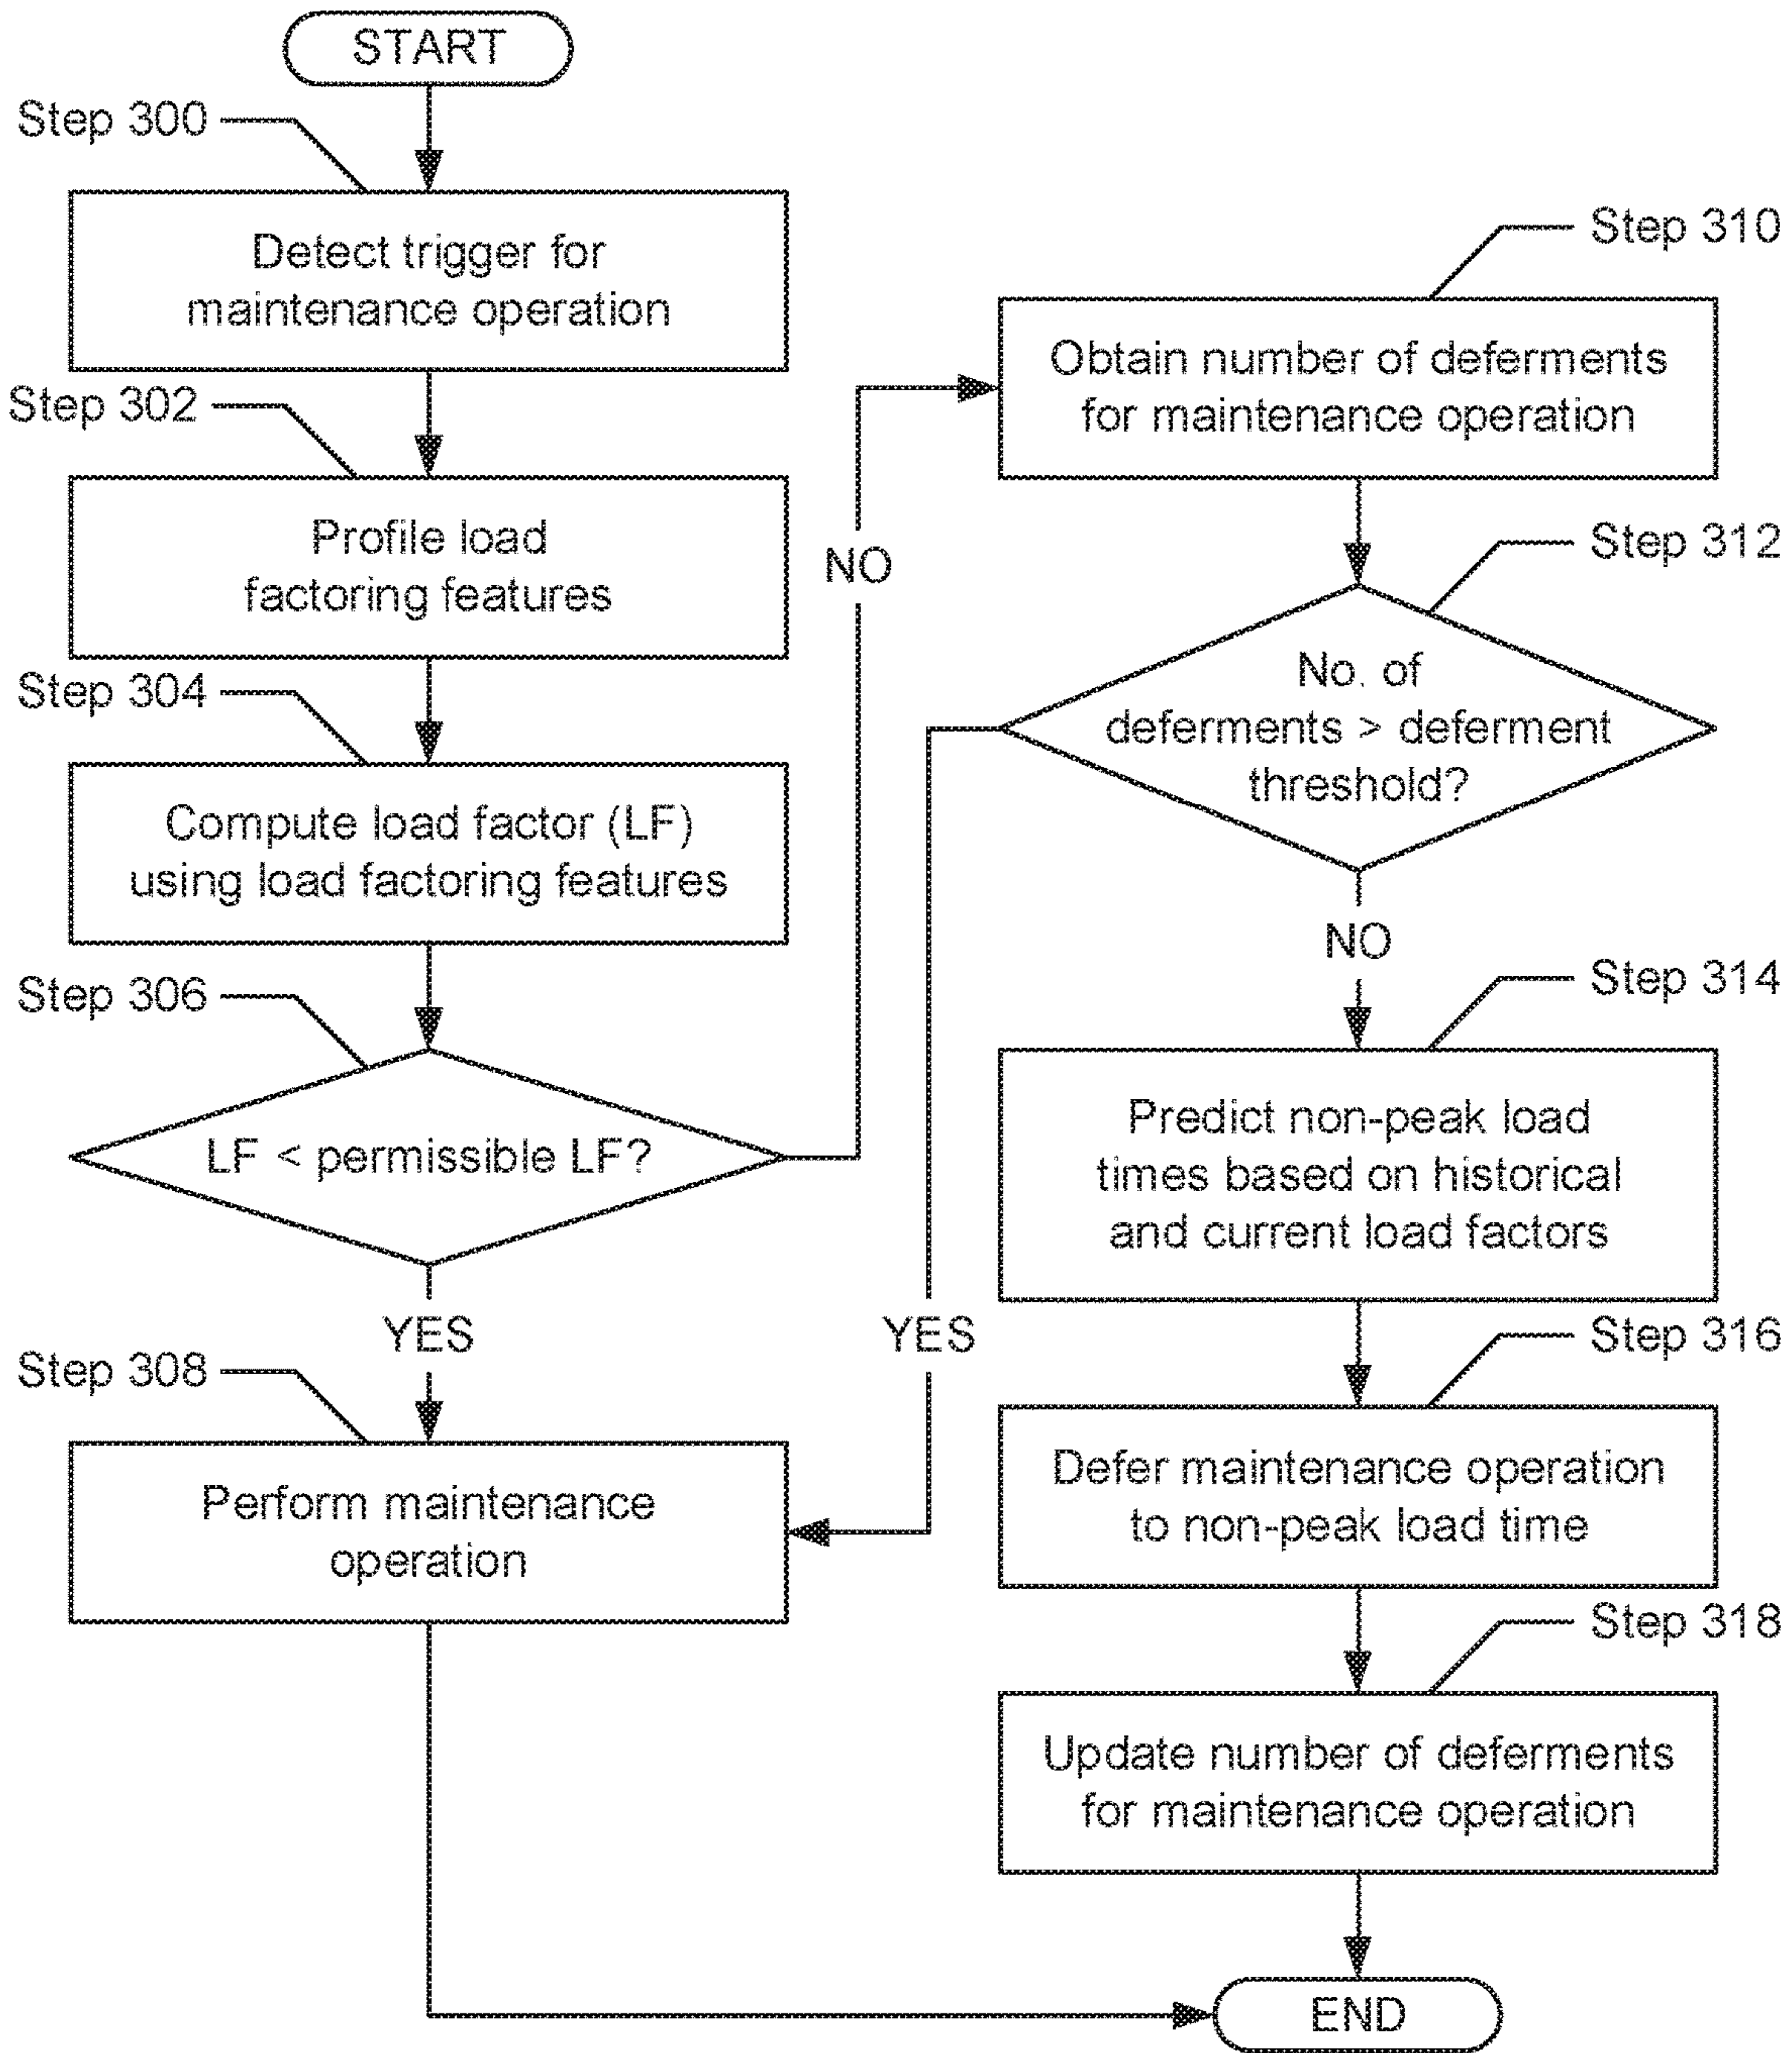 START
Step 300
Detect trigger for
maintenance operation
Step 302
Profile load
factoring features
Step 304
Compute load factor (LF)
using load factoring features
Step 306
LF < permissible LF?
YES
Step 308
Perform maintenance
operation
NO
Step 310
Obtain number of deferments
for maintenance operation
Step 312
No. of
deferments > deferment
threshold?
YES
NO
Step 314
Predict non-peak load
times based on historical
and current load factors
Step 316
Defer maintenance operation
to non-peak load time
Step 318
Update number of deferments
for maintenance operation
END